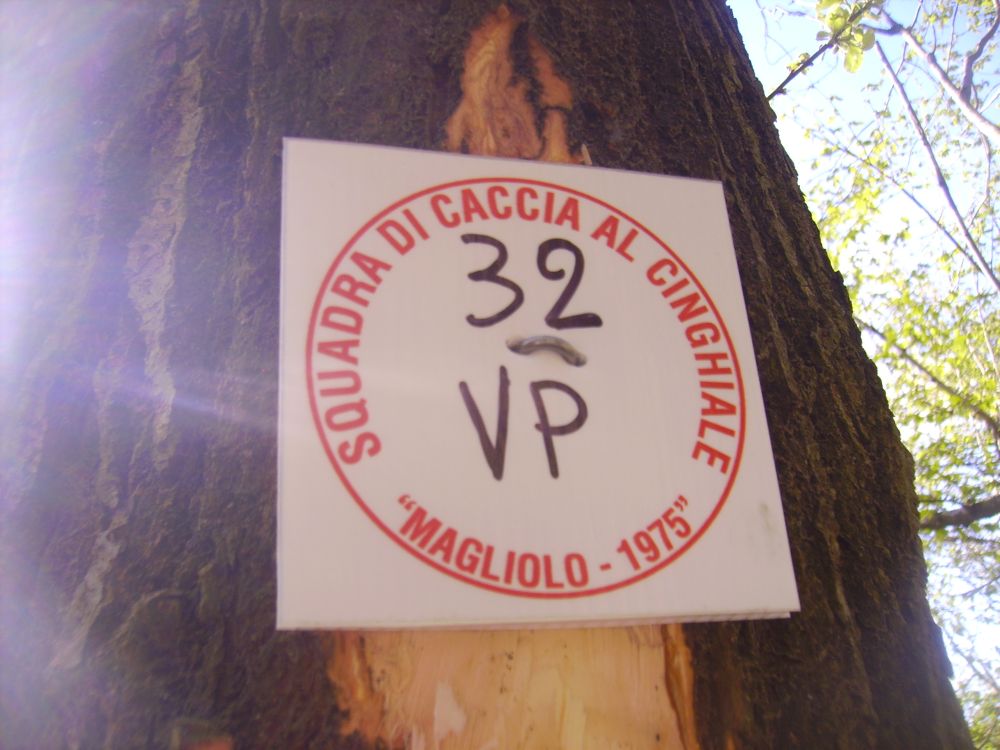 SQUADRA DI CACCIA AL CINGHIALE
32
VP
“MAGLIOLO - 1975”